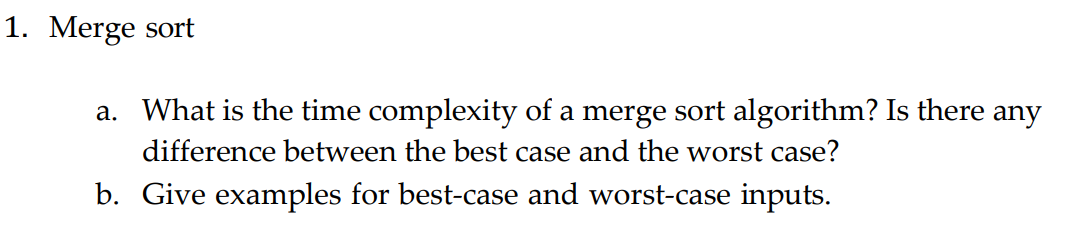 1. Merge sort
a. What is the time complexity of a merge sort algorithm? Is there any
difference between the best case and the worst case?
b. Give examples for best-case and worst-case inputs.